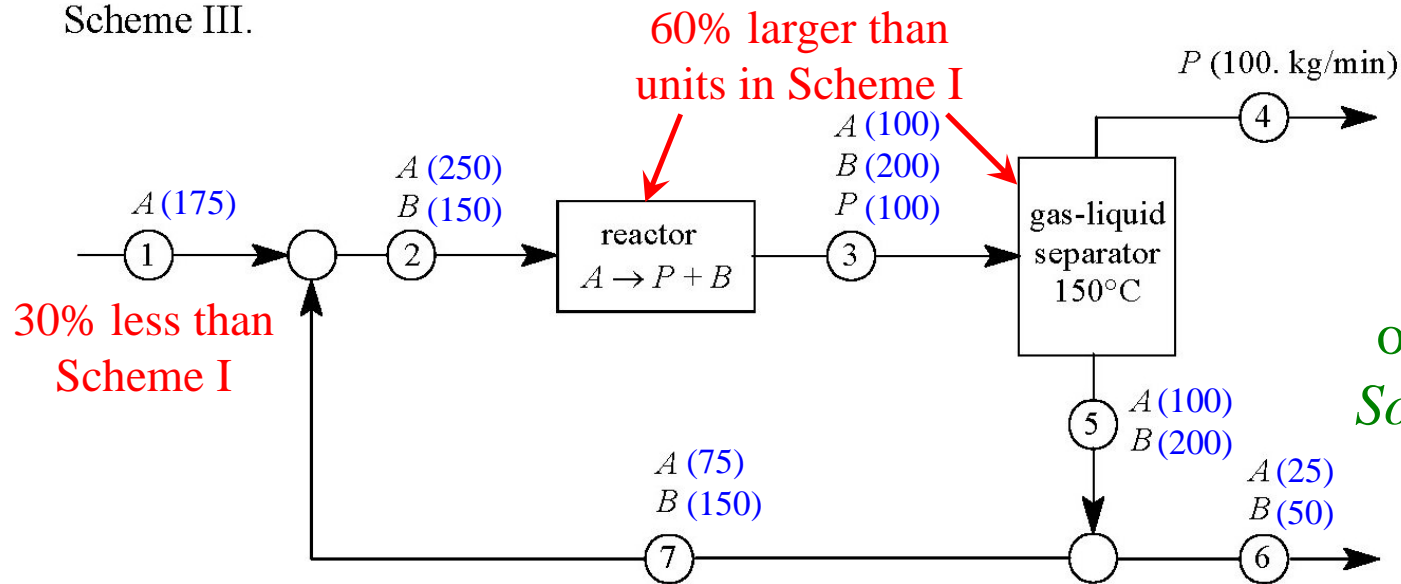 Scheme III.
60% larger than
units in Scheme I
P (100. kg/min)
4
A (175)
1
30% less than
Scheme I
A (250)
B (150)
2
reactor
A → P + B
A (100)
B (200)
P (100)
3
gas-liquid
separator
150°C
5
A (100)
B (200)
A (75)
B (150)
7
A (25)
B (50)
6